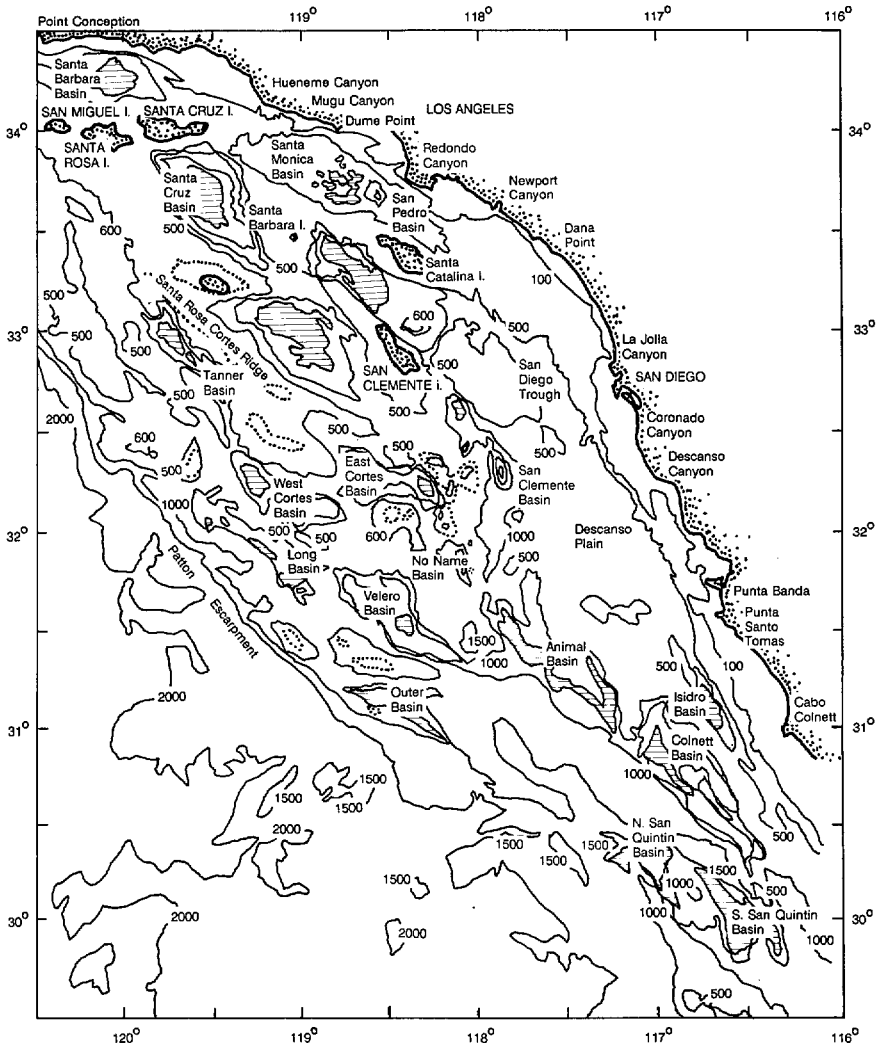 119°
118°
117°
116°
Point Conception
Santa
Barbara
Basin
Hueneme Canyon
Mugu Canyon
LOS ANGELES
SAN MIGUEL I.
SANTA CRUZ I.
Dume Point
34°
34°
SANTA
ROSA I.
Santa
Monica
Basin
Redondo
Canyon
Santa
Cruz
Basin
San
Pedro
Basin
Newport
Canyon
Santa
Barbara I.
600
500
Dana
Point
Santa
Catalina I.
500
100
500
Santa Rosa Cortes Ridge
600
500
33°
33°
500
500
La Jolla
Canyon
Tanner
Basin
SAN
CLEMENTE i.
500
San
Diego
Trough
SAN DIEGO
2000
500
500
Coronado
Canyon
600
500
500
500
Descanso
Canyon
500
West
Cortes
Basin
East
Cortes
Basin
San
Clemente
Basin
1000
500
500
600
1000
500
Descanso
Plain
32°
32°
Patton
Escarpment
Long
Basin
No Name
Basin
Velero
Basin
Punta Banda
Punta
Santo
Tomas
1500
1000
Animal
Basin
500
100
2000
Outer
Basin
Isidro
Basin
Cabo
Colnett
31°
31°
Colnett
Basin
1000
1500
1500
2000
N. San
Quintin
Basin
500
1500
1500
1500
1500
1500
1000
500
2000
1000
S. San Quintin
Basin
1000
30°
30°
2000
500
120°
119°
118°
117°
116°